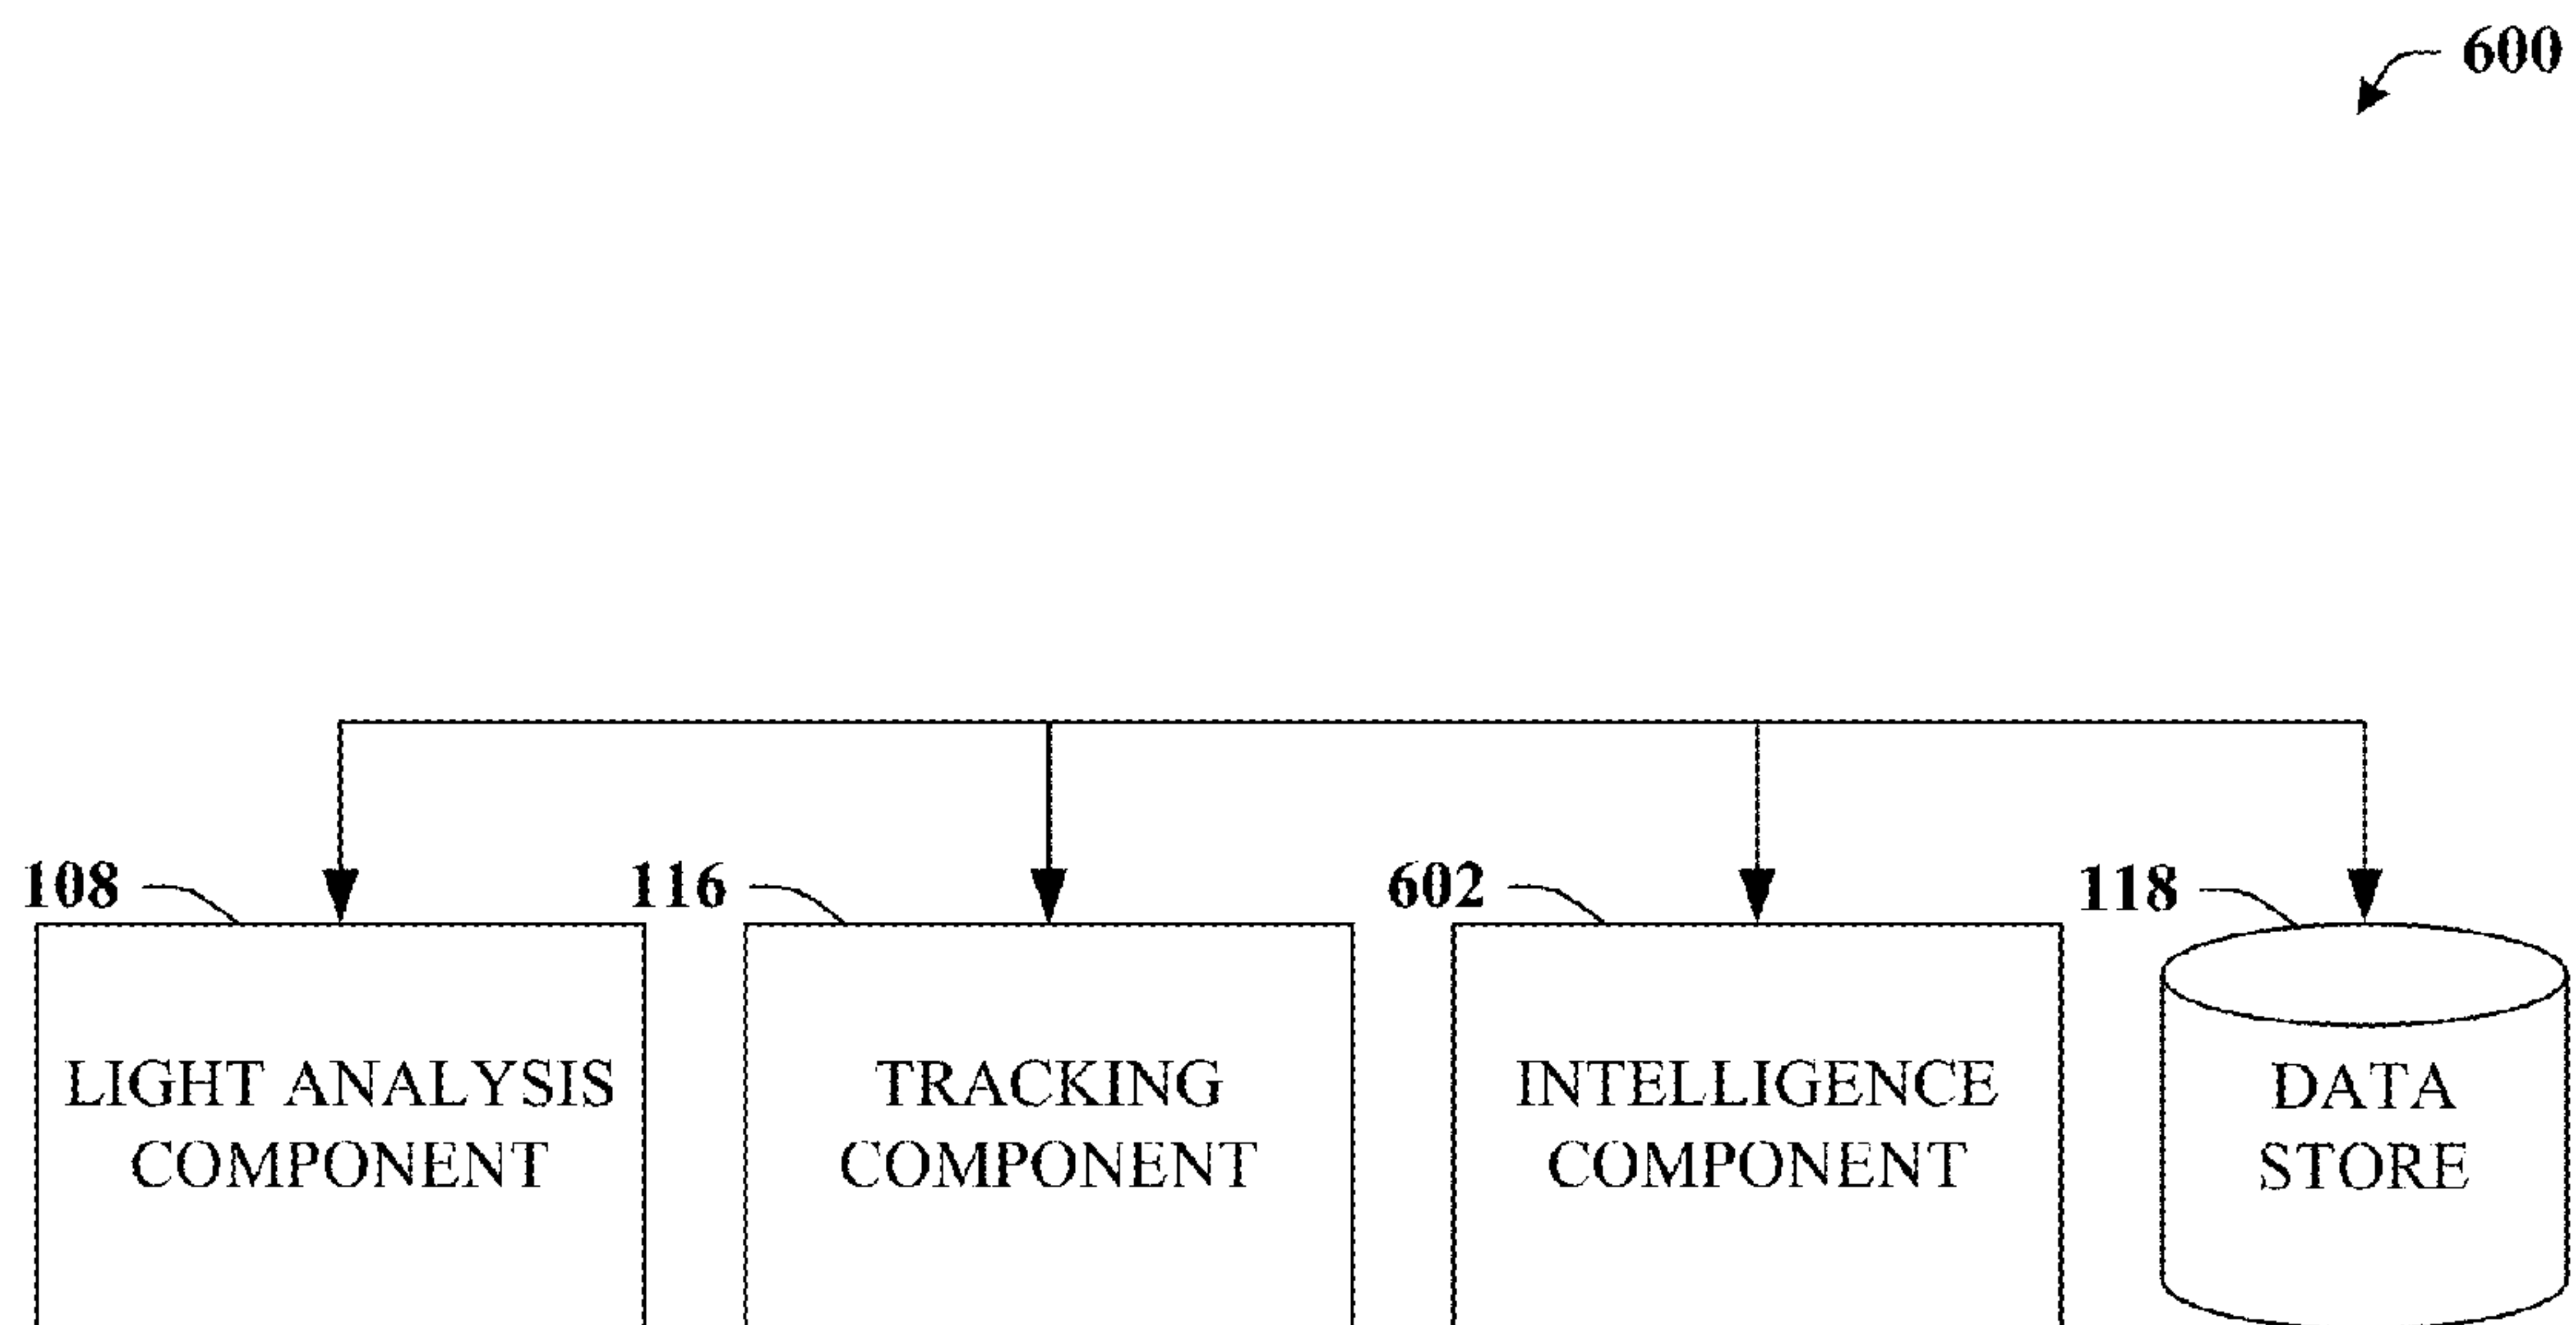 600
108
116
602
118
LIGHT ANALYSIS
COMPONENT
TRACKING
COMPONENT
INTELLIGENCE
COMPONENT
DATA
STORE